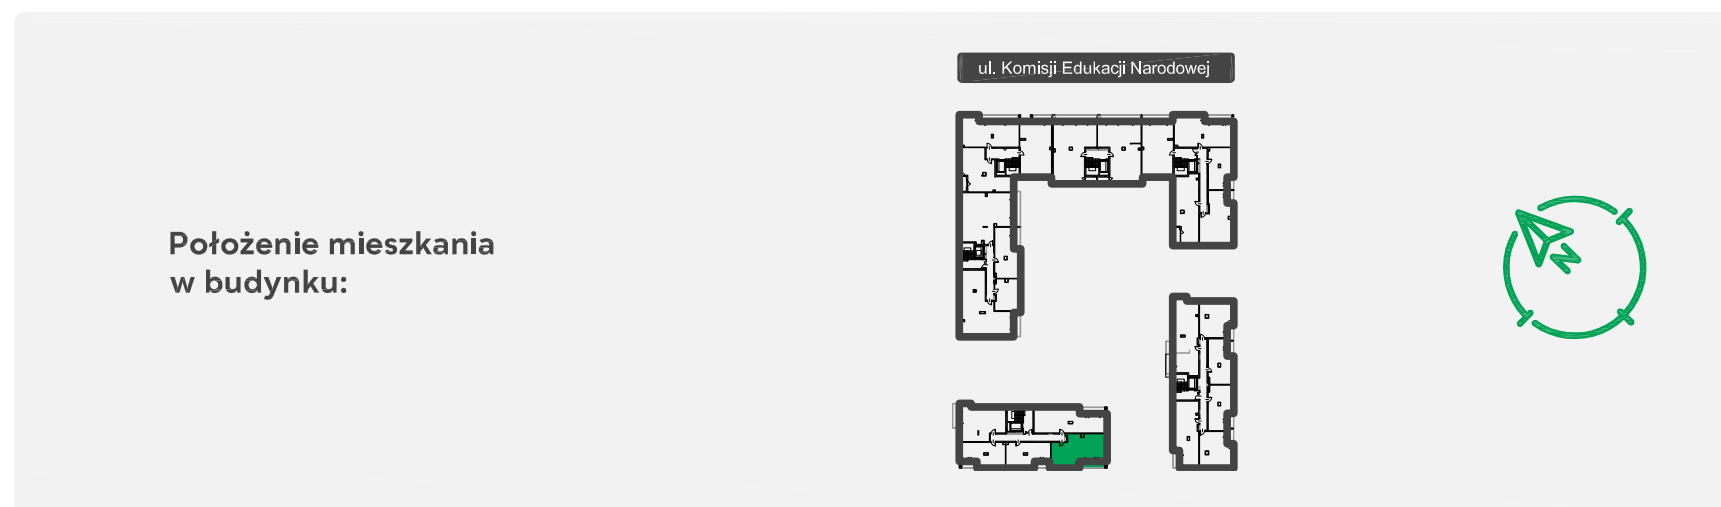 ul. Komisji Edukacji Narodowej
Położenie mieszkania
w budynku:
N